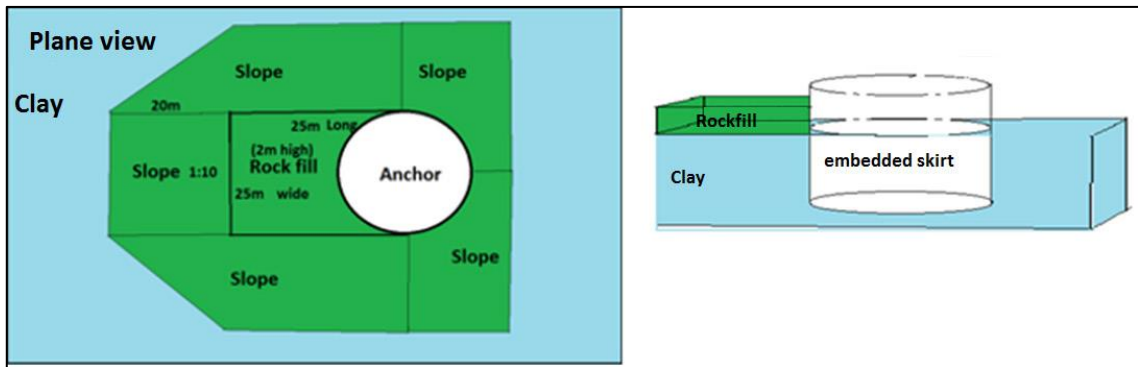 Plane view
Clay
Slope
Slope
20m
25m Long
(2m high)
Rock fill
Slope 1:10
25m wide
Anchor
Slope
Slope
Rockfill
embedded skirt
Clay